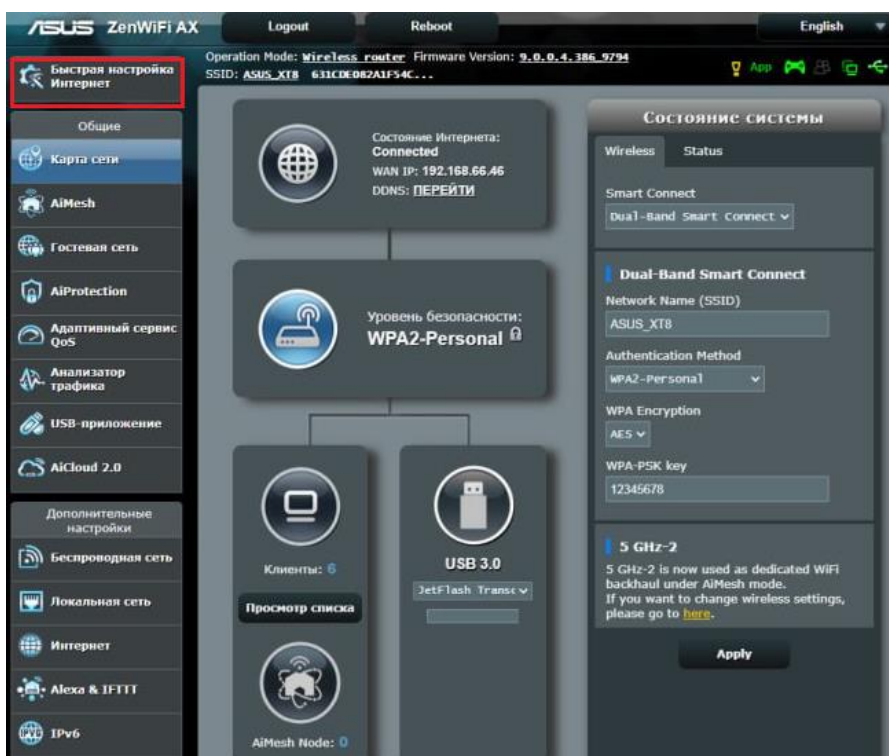 ASUS ZenWiFi AX
Logout
Reboot
English
Быстрая настройка
Интернет
Operation Mode: Wireless router Firmware Version: 9.0.0.4.386_9794
SSID: ASUS_XT8 631CDE082A1F54C...
App
Общие
Карта сети
AiMesh
Гостевая сеть
AiProtection
Адаптивный сервис
QoS
Анализатор
трафика
USB-приложение
AiCloud 2.0
Дополнительные
настройки
Беспроводная сеть
Локальная сеть
Интернет
Alexa & IFTTT
IPv6
Состояние Интернета:
Connected
WAN IP: 192.168.66.46
DDNS: ПЕРЕЙТИ
Уровень безопасности:
WPA2-Personal
Клиенты: 6
Просмотр списка
AiMesh Node: 0
USB 3.0
JetFlash Transc
Состояние системы
Wireless
Status
Smart Connect
Dual-Band Smart Connect
Dual-Band Smart Connect
Network Name (SSID)
ASUS_XT8
Authentication Method
WPA2-Personal
WPA Encryption
AES
WPA-PSK key
12345678
5 GHz-2
5 GHz-2 is now used as dedicated WiFi
backhaul under AiMesh mode.
If you want to change wireless settings,
please go to here.
Apply